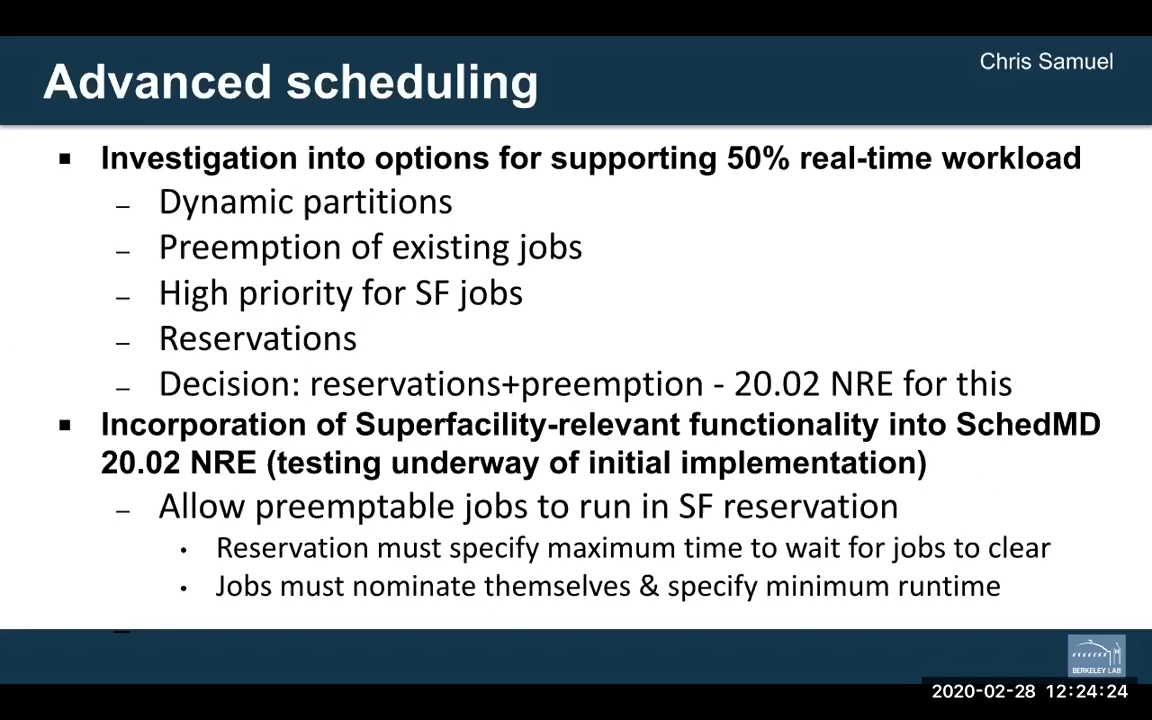 Chris Samuel
Advanced scheduling
▪ Investigation into options for supporting 50% real-time workload
– Dynamic partitions
– Preemption of existing jobs
– High priority for SF jobs
– Reservations
– Decision: reservations+preemption - 20.02 NRE for this
▪ Incorporation of Superfacility-relevant functionality into SchedMD
20.02 NRE (testing underway of initial implementation)
– Allow preemptable jobs to run in SF reservation
• Reservation must specify maximum time to wait for jobs to clear
• Jobs must nominate themselves & specify minimum runtime
–
BERKELEY LAB
2020-02-28 12:24:24